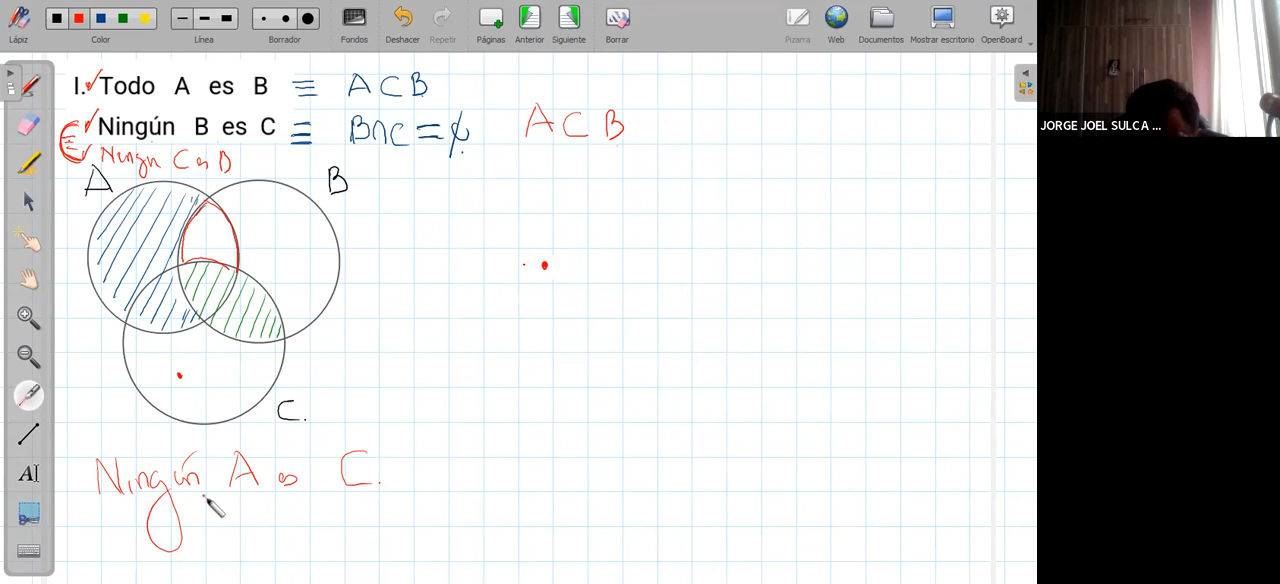 Lápiz Color Línea Borrador Fondos Deshacer Repetir Páginas Anterior Siguiente Borrar Pizarra Web Documentos Mostrar escritorio OpenBoard
I. Todo A es B ≡ A ⊂ B
Ningún B es C ≡ B∩C = ∅ A ⊂ B
≡ Ningún C es B
A
B
C.
Ningún A es C.
JORGE JOEL SULCA ...
AI